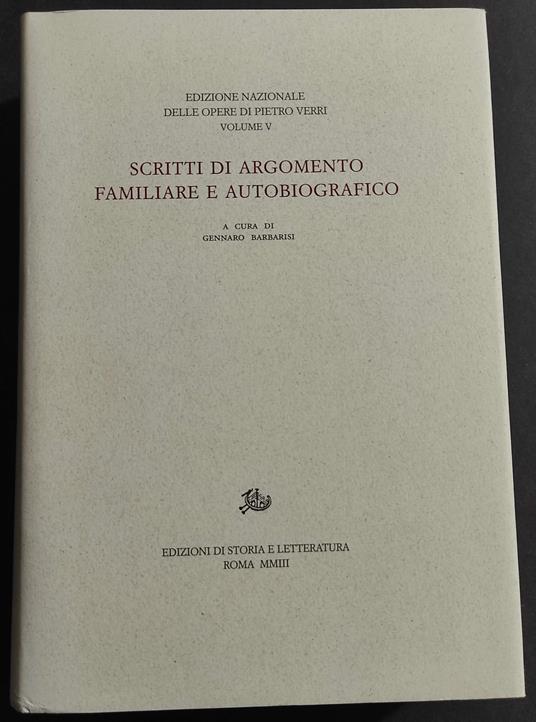 EDIZIONE NAZIONALE
DELLE OPERE DI PIETRO VERRI
VOLUME V
SCRITTI DI ARGOMENTO
FAMILIARE E AUTOBIOGRAFICO
A CURA DI
GENNARO BARBARISI
EDIZIONI DI STORIA E LETTERATURA
ROMA MMIII